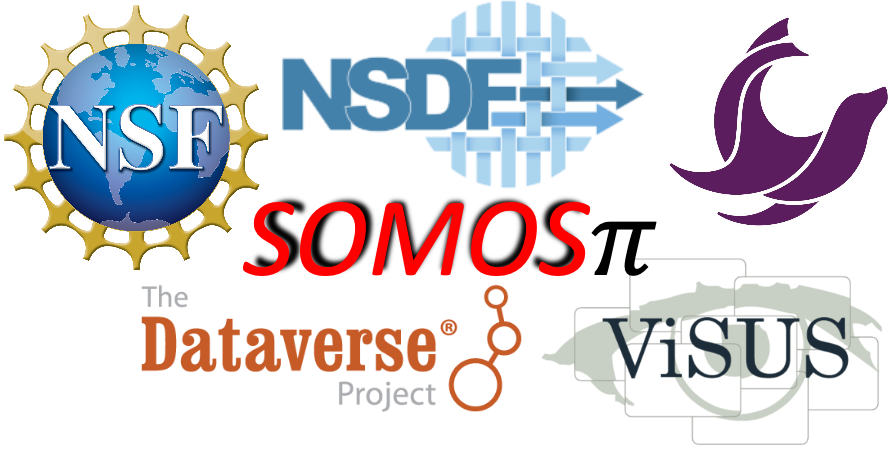 NSF
NSDF
SOMOSπ
The
Dataverse®
Project
ViSUS